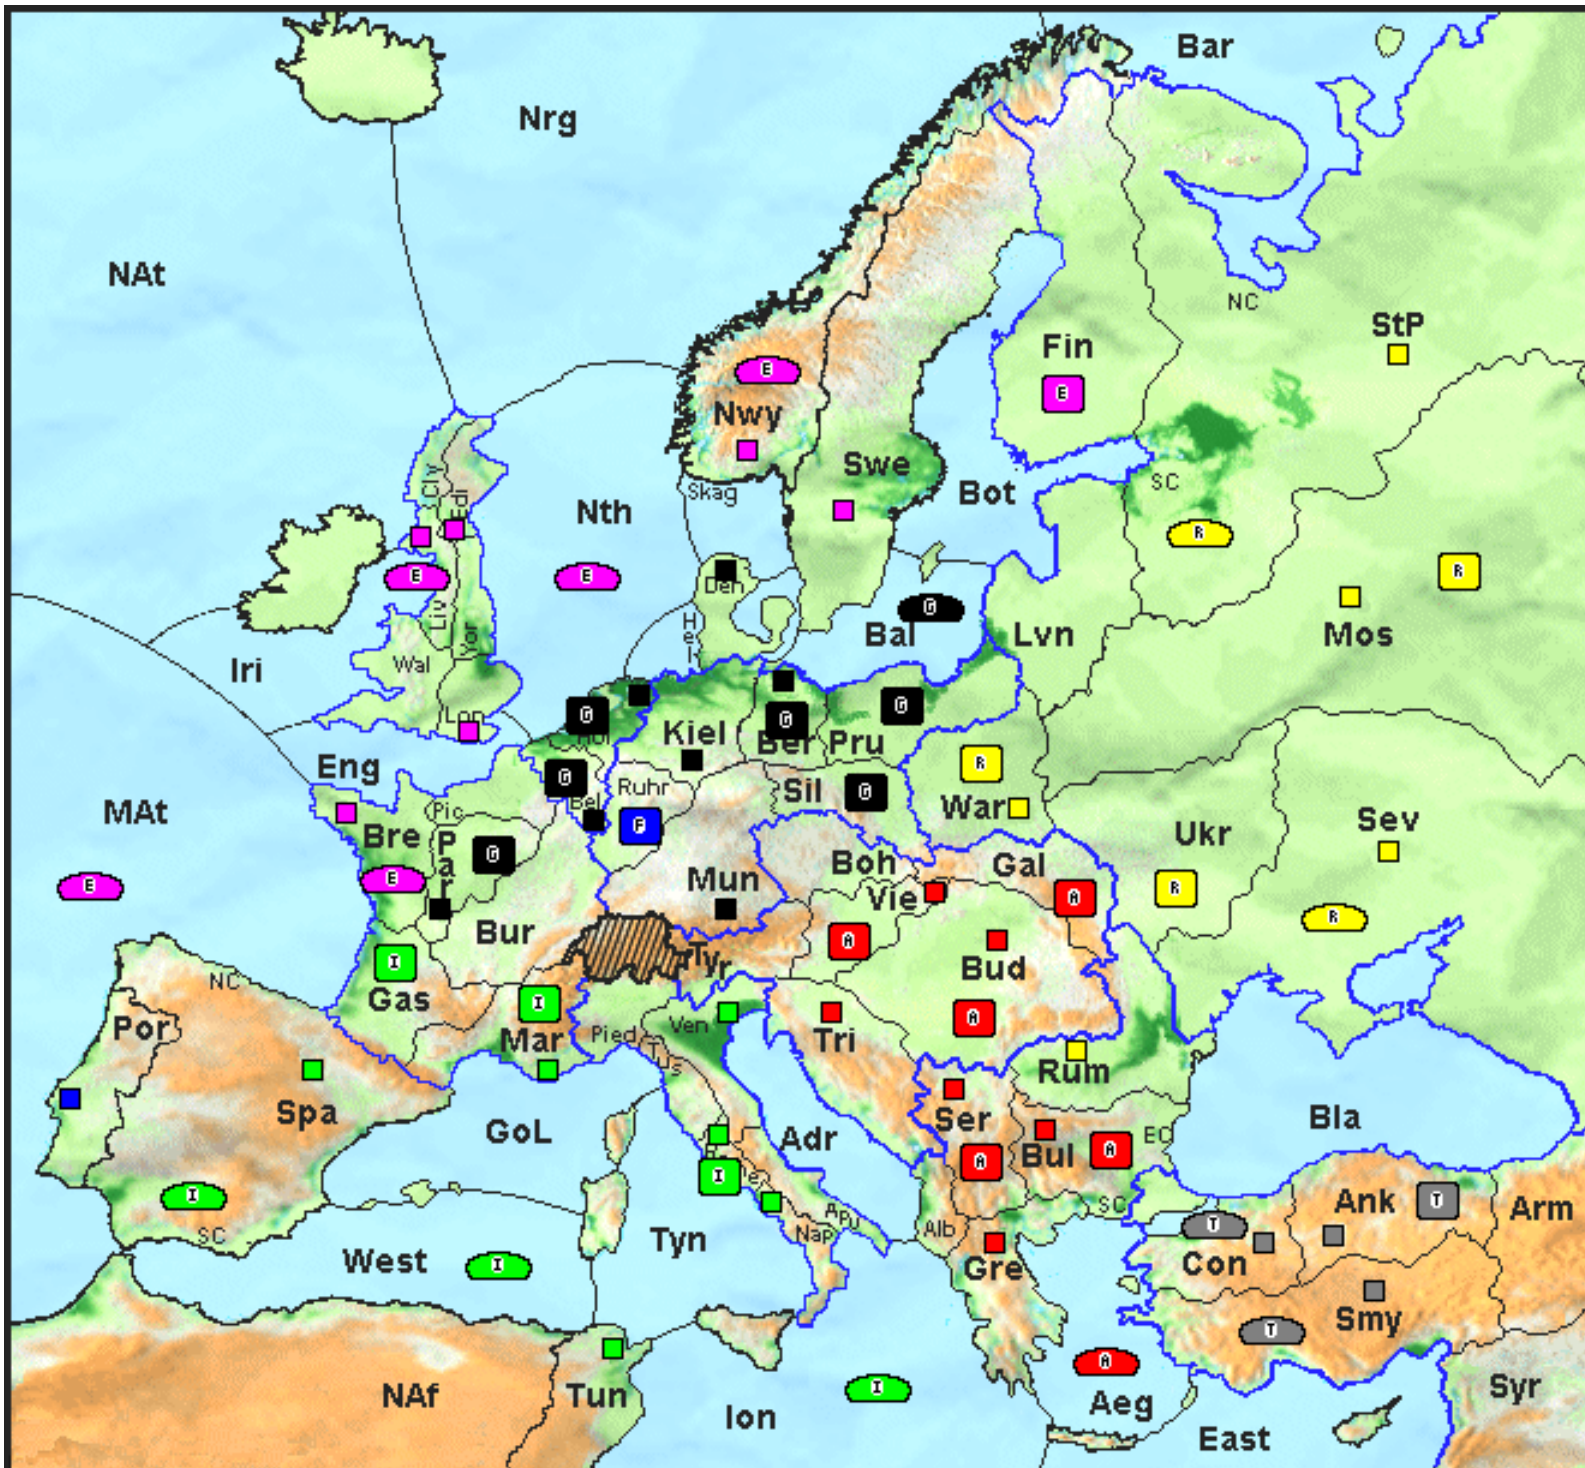 Bar
Nrg
NAt
NC
StP
Fin
E
E
Nwy
Swe
SC
Bot
Skag
Cly
Edi
Nth
R
R
E
E
Den
G
Bal
Hel
Liv
Yor
Lvn
Mos
Iri
Wal
Lon
G
Hol
Kiel
G
Ber
Pru
G
Eng
G
Bel
Ruhr
Sil
G
R
War
MAt
Pic
Bre
Par
G
F
Boh
Gal
Ukr
Sev
E
E
Mun
Vie
A
R
R
Bur
A
Bud
Tyr
I
Gas
NC
Por
I
Mar
Pied
Tus
Ven
Tri
A
Rum
Spa
GoL
Adr
Ser
Bul
EC
Bla
A
A
I
SC
I
Apu
Nap
Alb
SC
T
Ank
T
Arm
West
I
Tyn
Gre
Con
Smy
T
NAf
Tun
I
Ion
A
Aeg
East
Syr